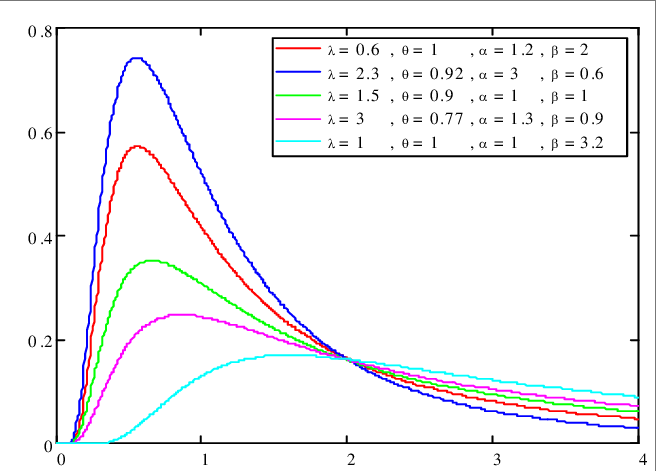 0.8
λ = 0.6 , θ = 1 , α = 1.2 , β = 2
λ = 2.3 , θ = 0.92 , α = 3 , β = 0.6
λ = 1.5 , θ = 0.9 , α = 1 , β = 1
λ = 3 , θ = 0.77 , α = 1.3 , β = 0.9
λ = 1 , θ = 1 , α = 1 , β = 3.2
0.6
0.4
0.2
0
0 1 2 3 4